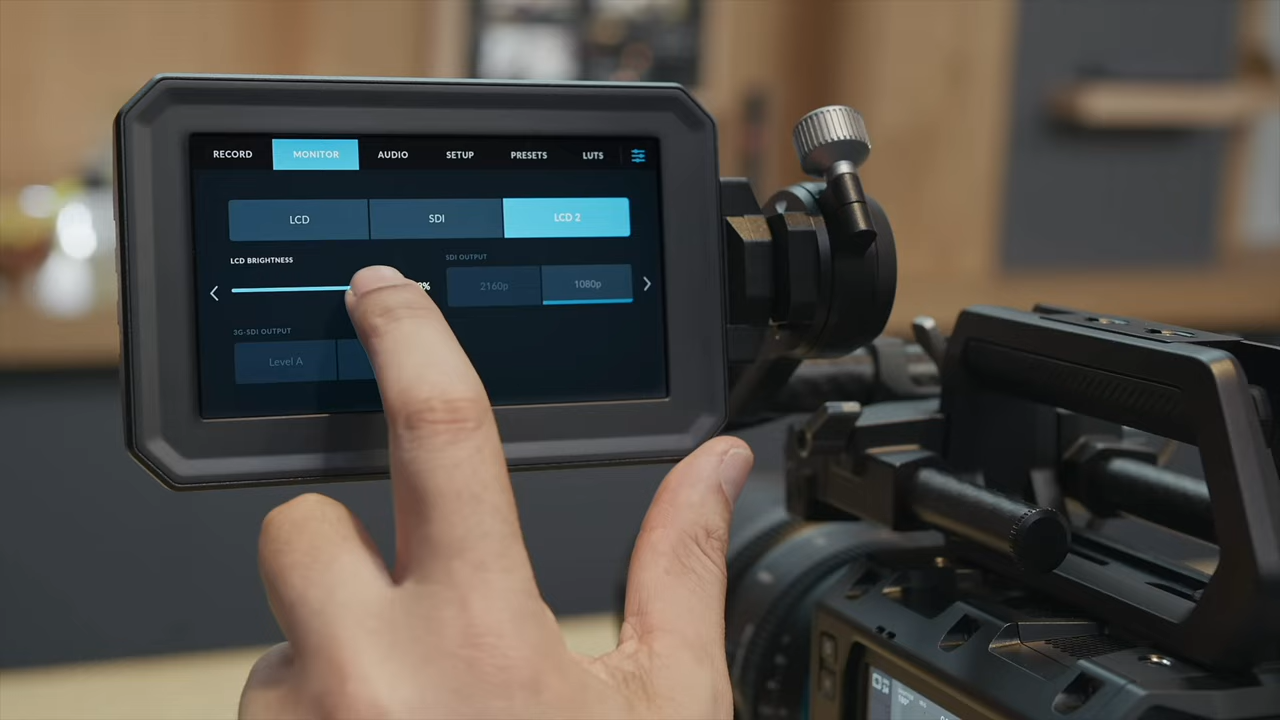 RECORD MONITOR AUDIO SETUP PRESETS LUTS
LCD SDI LCD 2
LCD BRIGHTNESS SDI OUTPUT
% 2160p 1080p
3G-SDI OUTPUT
Level A